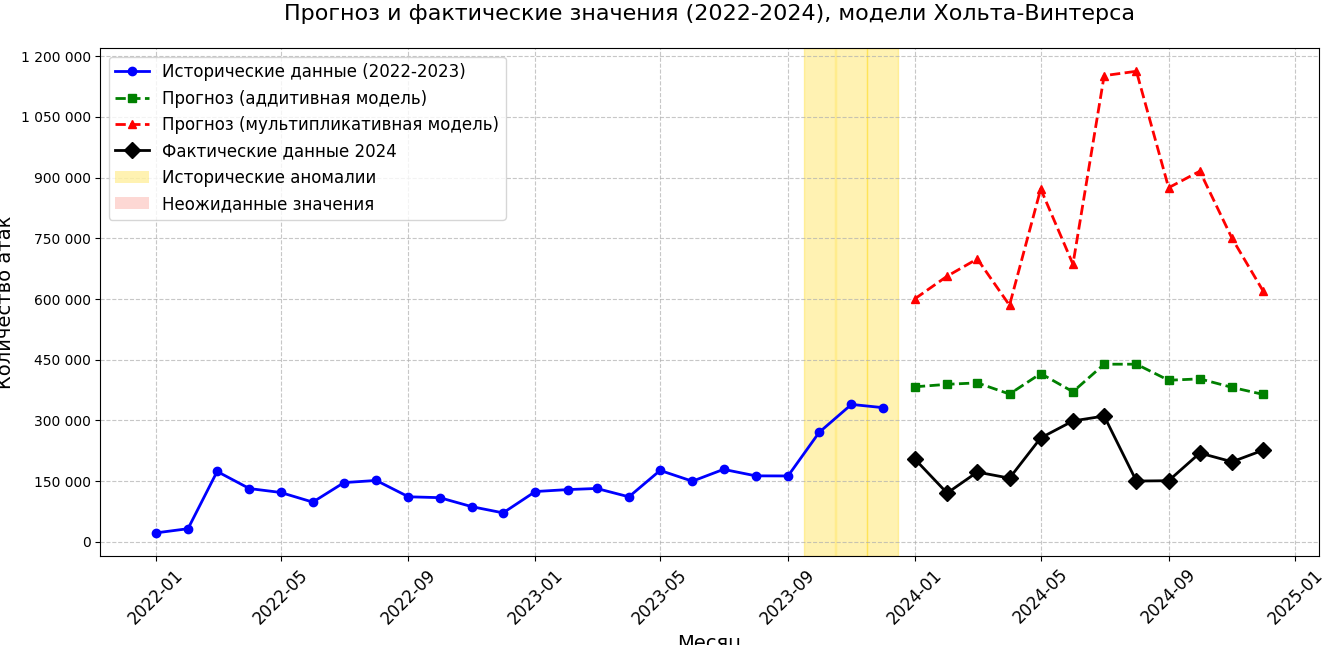 Прогноз и фактические значения (2022-2024), модели Хольта-Винтерса
Исторические данные (2022-2023)
Прогноз (аддитивная модель)
Прогноз (мультипликативная модель)
Фактические данные 2024
Исторические аномалии
Неожиданные значения
Количество атак
1 200 000
1 050 000
900 000
750 000
600 000
450 000
300 000
150 000
0
2022-01
2022-05
2022-09
2023-01
2023-05
2023-09
2024-01
2024-05
2024-09
2025-01
Месяц